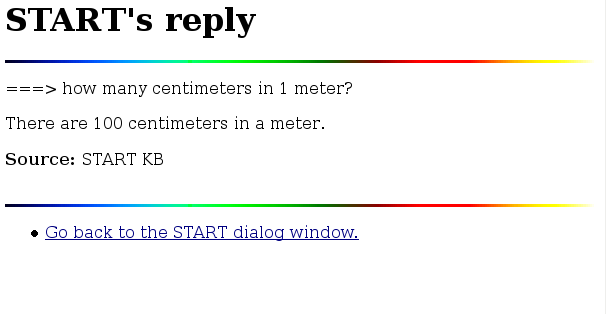 START's reply
===> how many centimeters in 1 meter?
There are 100 centimeters in a meter.
Source: START KB
Go back to the START dialog window.